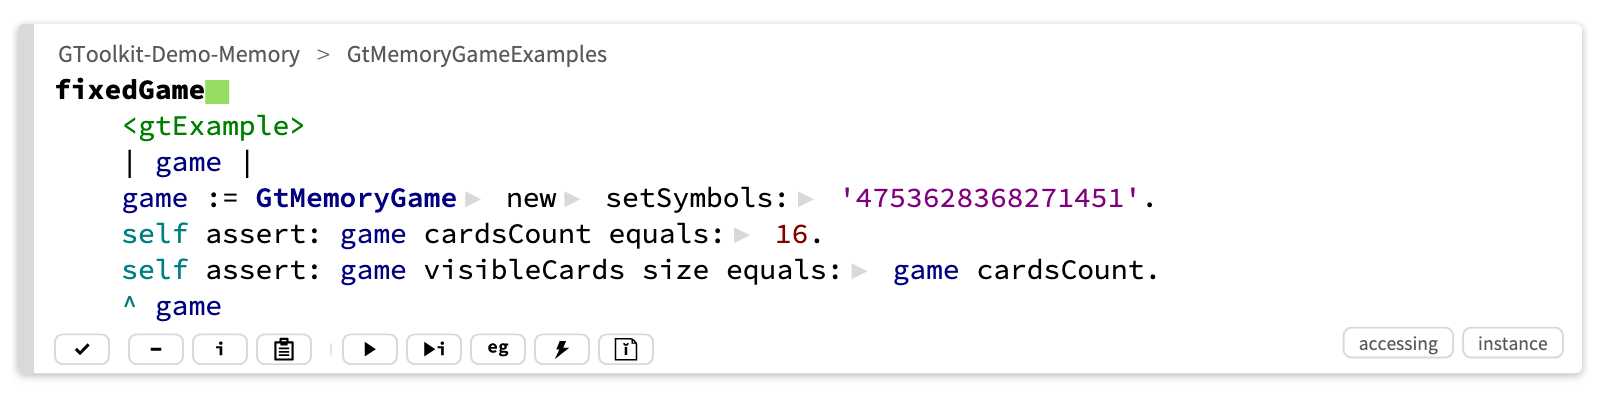 GToolkit-Demo-Memory > GtMemoryGameExamples
fixedGame
<gtExample>
| game |
game := GtMemoryGame new setSymbols: '4753628368271451'.
self assert: game cardsCount equals: 16.
self assert: game visibleCards size equals: game cardsCount.
^ game
i i eg i accessing instance